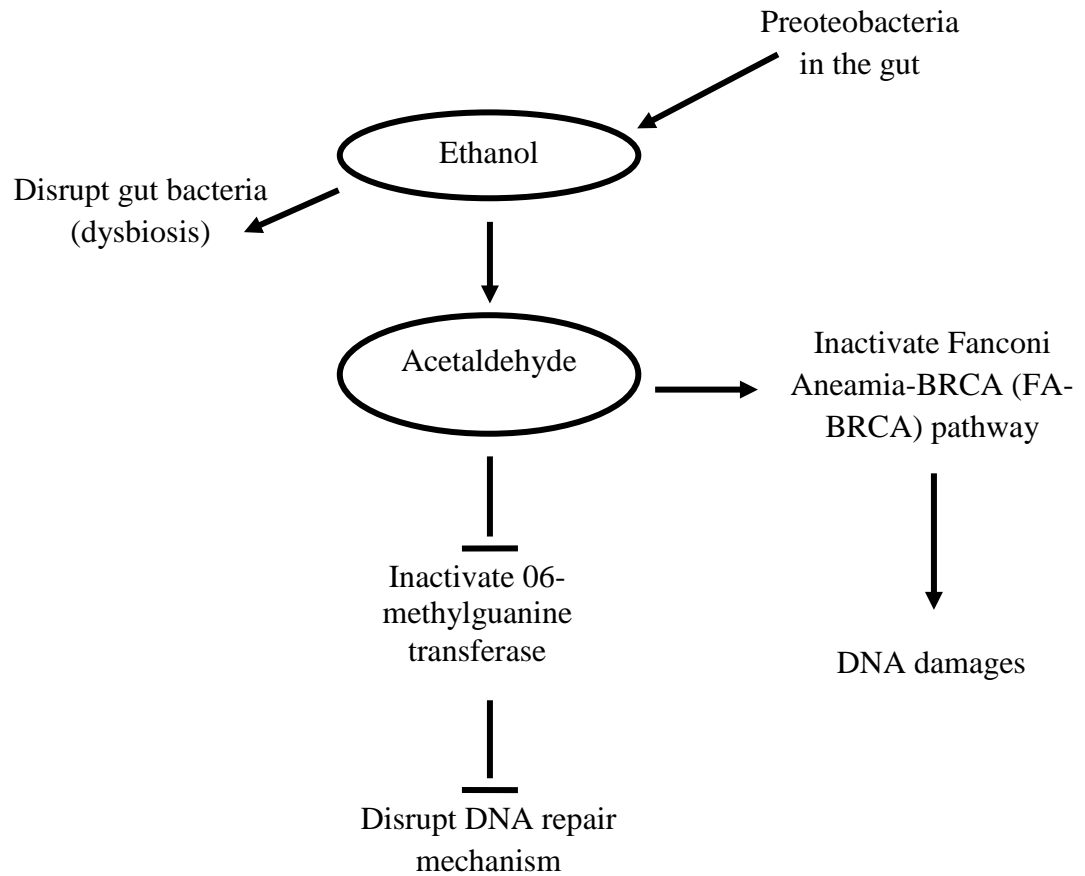 Preoteobacteria
in the gut
Ethanol
Disrupt gut bacteria
(dysbiosis)
Acetaldehyde
Inactivate Fanconi
Aneamia-BRCA (FA-
BRCA) pathway
Inactivate 06-
methylguanine
transferase
DNA damages
Disrupt DNA repair
mechanism